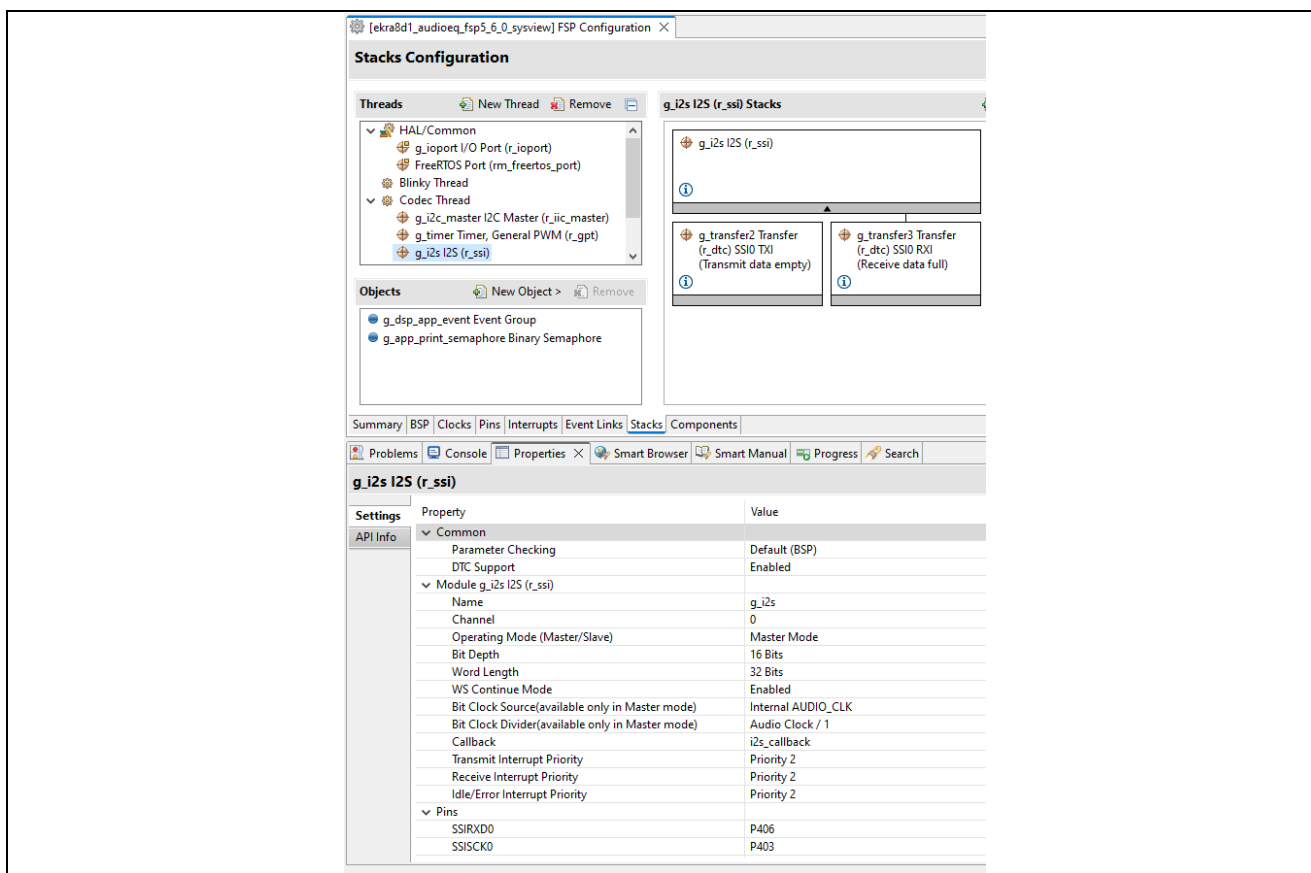 [ekra8d1_audioeq_fsp5_6_0_sysview] FSP Configuration
Stacks Configuration
Threads
New Thread
Remove
HAL/Common
g_ioport I/O Port (r_ioport)
FreeRTOS Port (rm_freertos_port)
Blinky Thread
Codec Thread
g_i2c_master I2C Master (r_iic_master)
g_timer Timer, General PWM (r_gpt)
g_i2s I2S (r_ssi)
Objects
New Object >
Remove
g_dsp_app_event Event Group
g_app_print_semaphore Binary Semaphore
g_i2s I2S (r_ssi) Stacks
g_i2s I2S (r_ssi)
g_transfer2 Transfer
(r_dtc) SSI0 TXI
(Transmit data empty)
g_transfer3 Transfer
(r_dtc) SSI0 RXI
(Receive data full)
Summary BSP Clocks Pins Interrupts Event Links Stacks Components
Problems Console Properties Smart Browser Smart Manual Progress Search
g_i2s I2S (r_ssi)
Settings
API Info
Property Value
Common
Parameter Checking Default (BSP)
DTC Support Enabled
Module g_i2s I2S (r_ssi)
Name g_i2s
Channel 0
Operating Mode (Master/Slave) Master Mode
Bit Depth 16 Bits
Word Length 32 Bits
WS Continue Mode Enabled
Bit Clock Source(available only in Master mode) Internal AUDIO_CLK
Bit Clock Divider(available only in Master mode) Audio Clock / 1
Callback i2s_callback
Transmit Interrupt Priority Priority 2
Receive Interrupt Priority Priority 2
Idle/Error Interrupt Priority Priority 2
Pins
SSIRXD0 P406
SSISCK0 P403